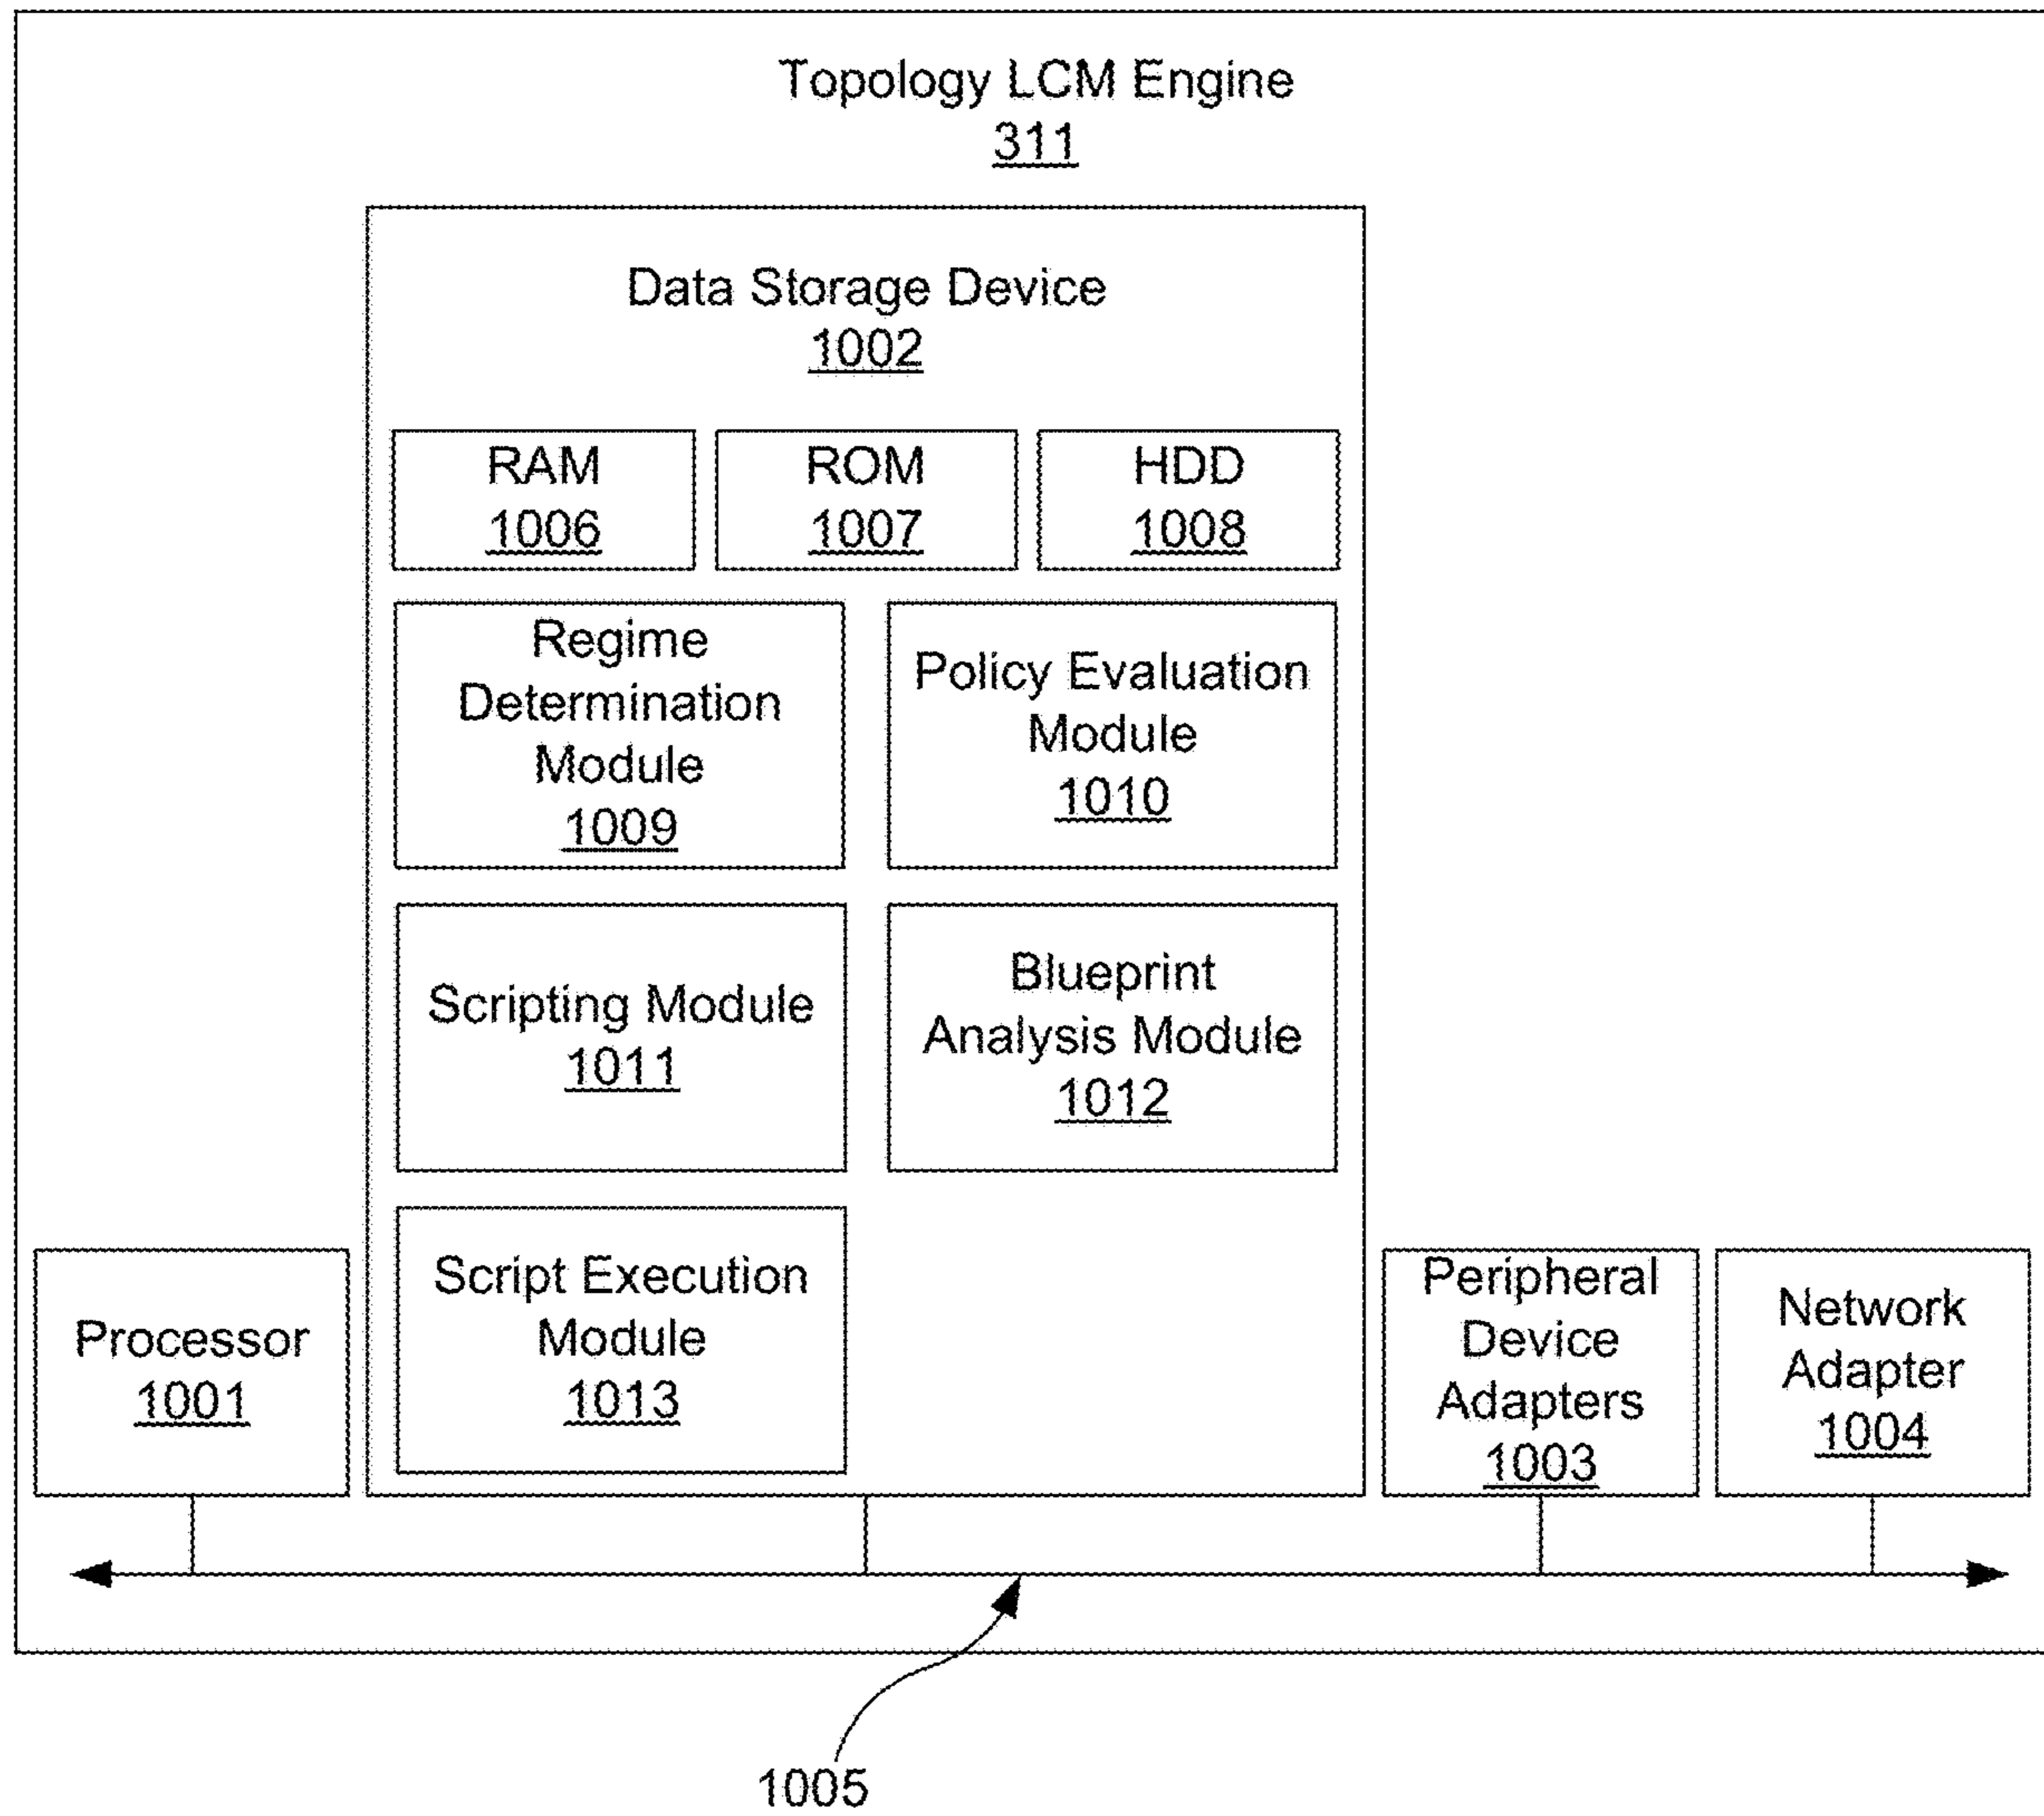 Topology LCM Engine
311
Data Storage Device
1002
RAM
1006
ROM
1007
HDD
1008
Regime
Determination
Module
1009
Policy Evaluation
Module
1010
Scripting Module
1011
Blueprint
Analysis Module
1012
Script Execution
Module
1013
Processor
1001
Peripheral
Device
Adapters
1003
Network
Adapter
1004
1005